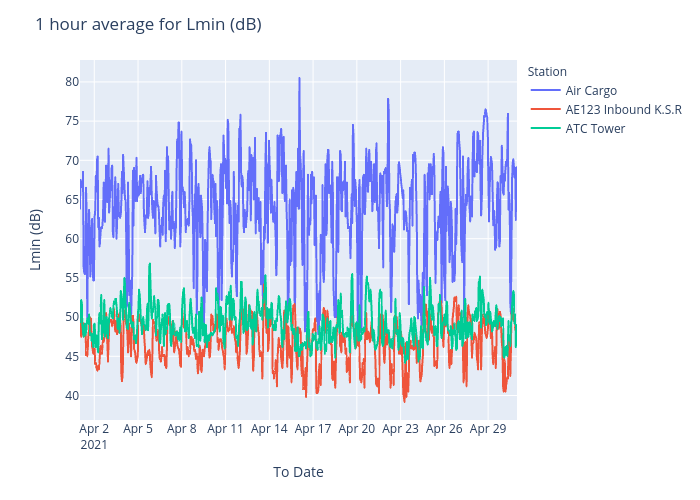 1 hour average for Lmin (dB)
Station
Air Cargo
AE123 Inbound K.S.R
ATC Tower
Lmin (dB)
80
75
70
65
60
55
50
45
40
Apr 2
2021
Apr 5
Apr 8
Apr 11
Apr 14
Apr 17
Apr 20
Apr 23
Apr 26
Apr 29
To Date